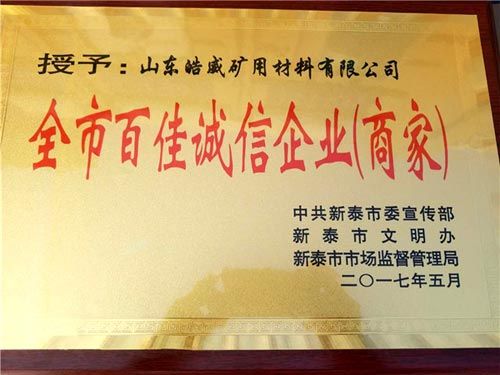 授予：山东皓威矿用材料有限公司
全市百佳诚信企业(商家)
中共新泰市委宣传部
新泰市文明办
新泰市市场监督管理局
二〇一七年五月